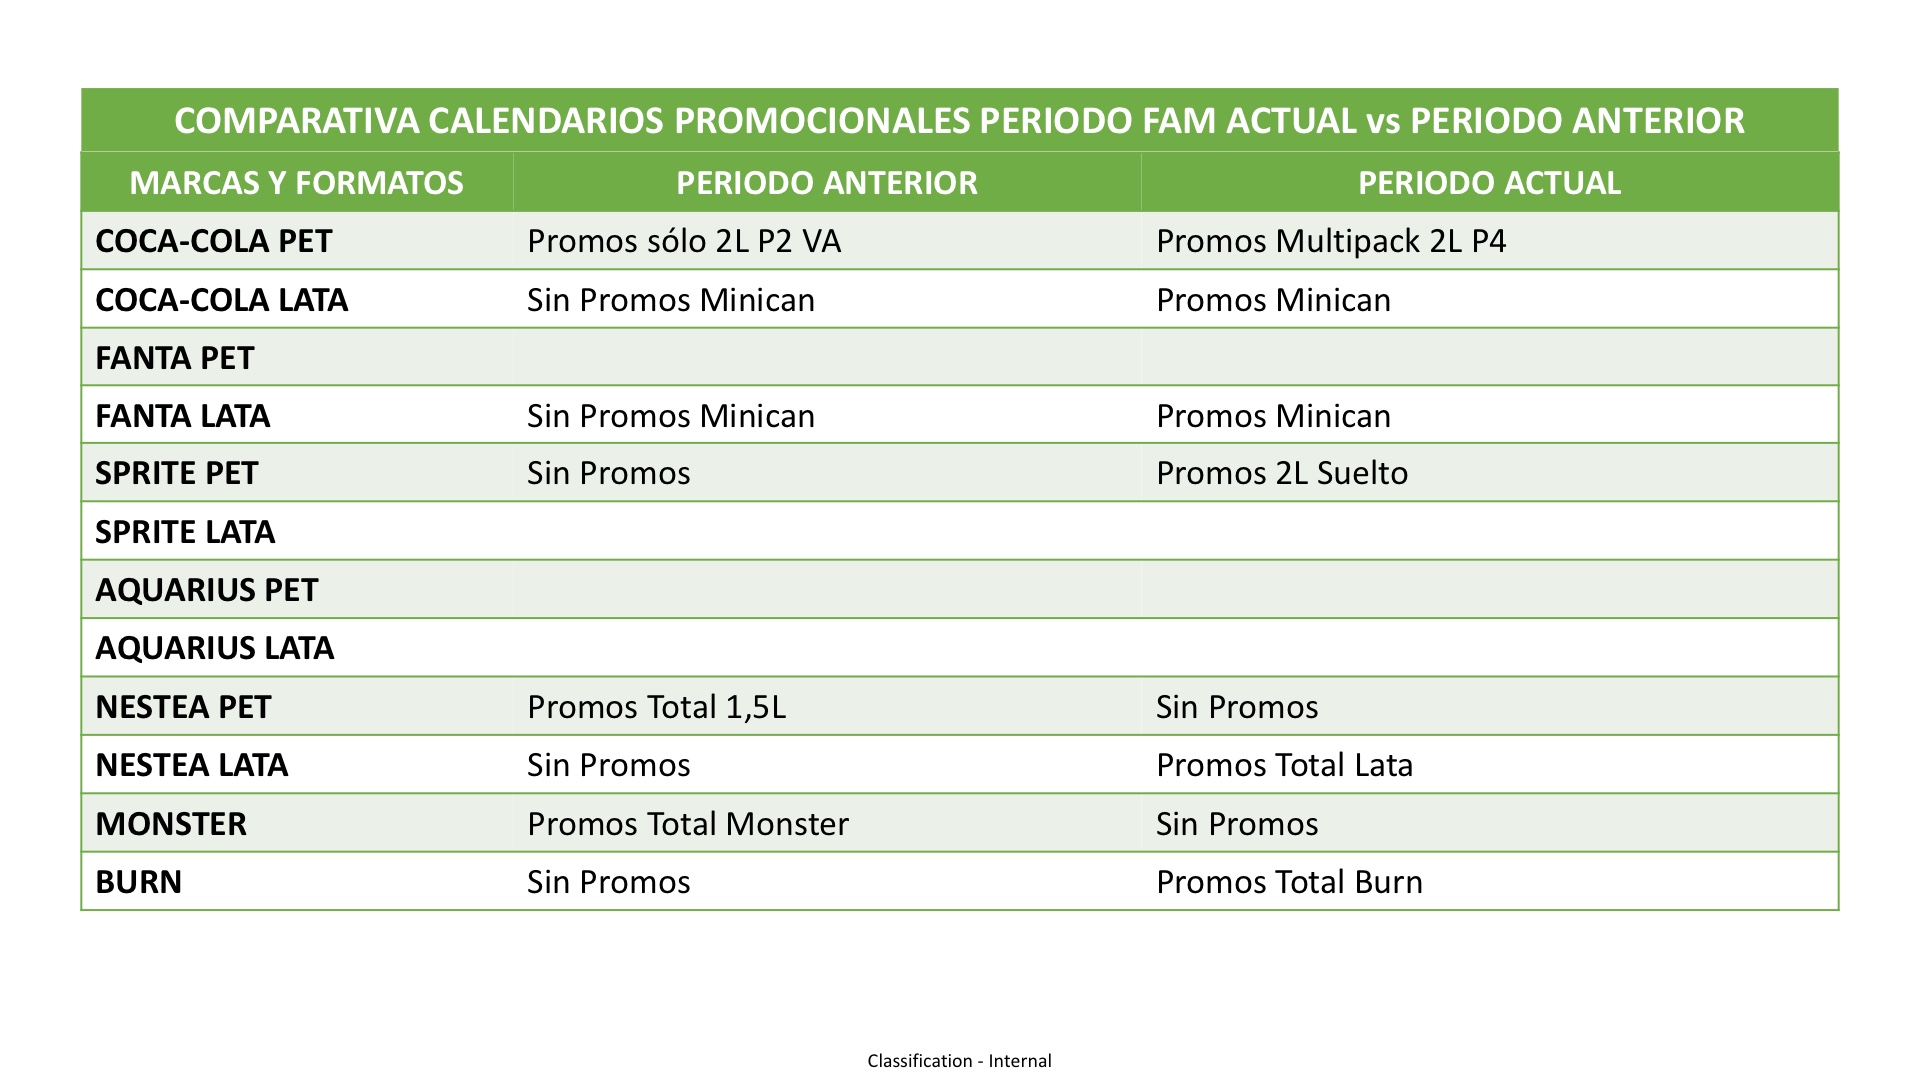 COMPARATIVA CALENDARIOS PROMOCIONALES PERIODO FAM ACTUAL vs PERIODO ANTERIOR
MARCAS Y FORMATOS PERIODO ANTERIOR PERIODO ACTUAL
COCA-COLA PET Promos sólo 2L P2 VA Promos Multipack 2L P4
COCA-COLA LATA Sin Promos Minican Promos Minican
FANTA PET
FANTA LATA Sin Promos Minican Promos Minican
SPRITE PET Sin Promos Promos 2L Suelto
SPRITE LATA
AQUARIUS PET
AQUARIUS LATA
NESTEA PET Promos Total 1,5L Sin Promos
NESTEA LATA Sin Promos Promos Total Lata
MONSTER Promos Total Monster Sin Promos
BURN Sin Promos Promos Total Burn
Classification - Internal